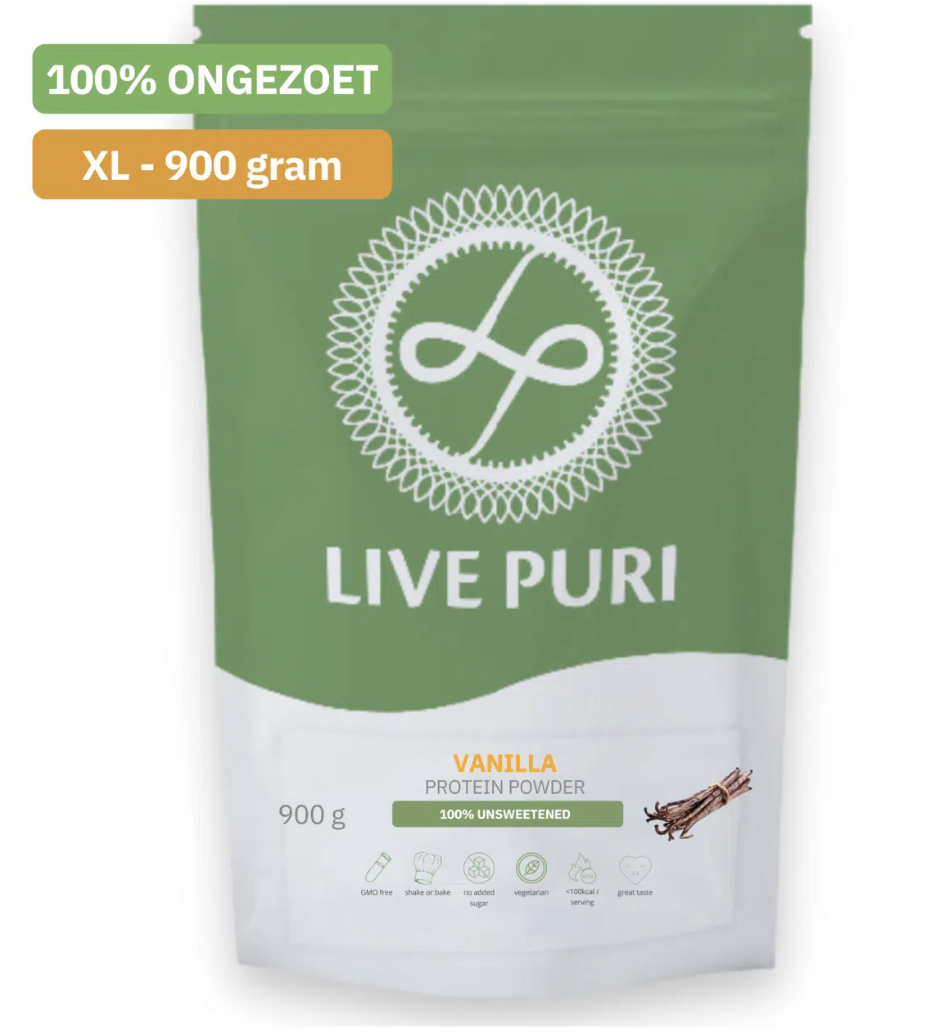 100% ONGEZOET
XL - 900 gram
LIVE PURI
VANILLA
PROTEIN POWDER
900 g
100% UNSWEETENED
GMO free
shake or bake
no added
sugar
vegetarian
<100kcal /
serving
great taste